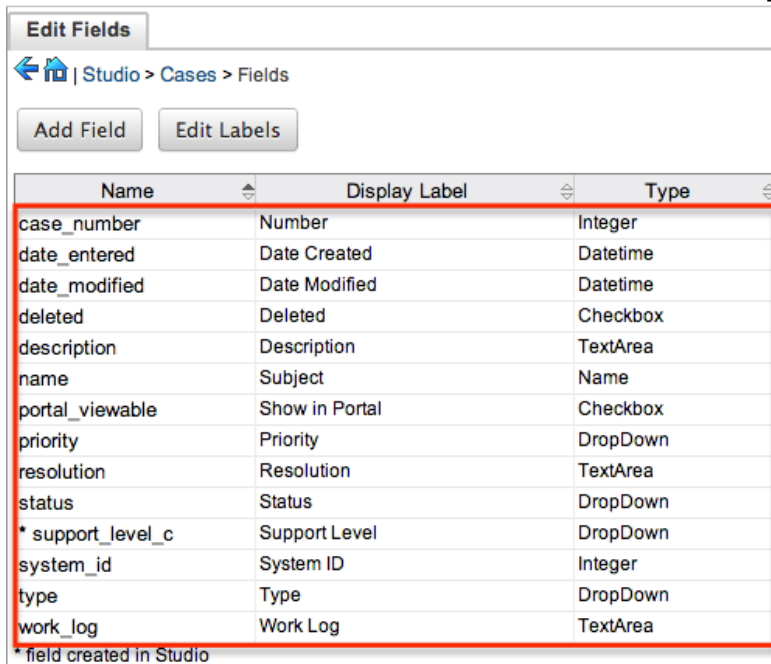 Edit Fields
| Studio > Cases > Fields
Add Field Edit Labels
Name Display Label Type
case_number Number Integer
date_entered Date Created Datetime
date_modified Date Modified Datetime
deleted Deleted Checkbox
description Description TextArea
name Subject Name
portal_viewable Show in Portal Checkbox
priority Priority DropDown
resolution Resolution TextArea
status Status DropDown
* support_level_c Support Level DropDown
system_id System ID Integer
type Type DropDown
work_log Work Log TextArea
* field created in Studio